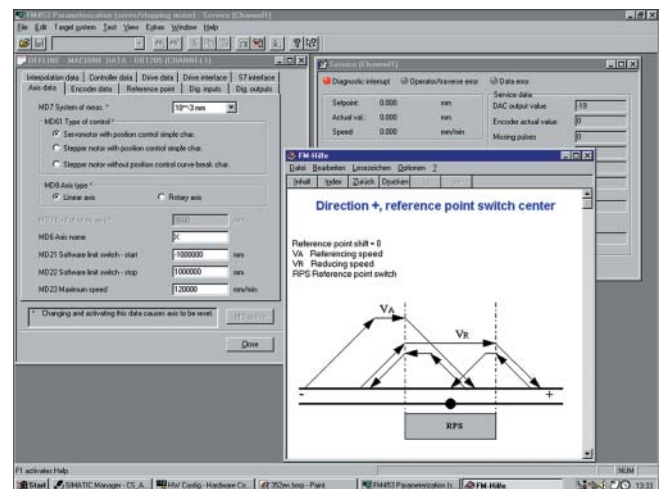 FM453 Parameterization (servo/stepping motor) - Service (Channel1)
File Edit Target system Test View Extras Window Help
OFFLINE - MACHINE DATA - DB1205 (CHANNEL1)
Interpolation data Controller data Drive data Drive interface S7 interface
Axis data Encoder data Reference point Dig. inputs Dig. outputs
MD7 System of meas. * 10**-3 mm
MD61 Type of control *
Servomotor with position control simple char.
Stepper motor with position control simple char.
Stepper motor without position control curve-break char.
MD8 Axis type *
Linear axis Rotary axis
MD6 Axis name X
MD21 Software limit switch - start -1000000 mm
MD22 Software limit switch - stop 1000000 mm
MD23 Maximum speed 120000 mm/min
* Changing and activating this data causes axis to be reset.
Close
Service (Channel1)
Diagnostic interrupt Operator/traverse error Data error
Setpoint: 0.000 mm
Actual val.: 0.000 mm
Speed 0.000 mm/min
Service data
DAC output value -19
Encoder actual value 0
Missing pulses 0
FM-Hilfe
Datei Bearbeiten Lesezeichen Optionen ?
Inhalt Index Zurück Drucken << >>
Direction +, reference point switch center
Reference point shift = 0
VA Referencing speed
VR Reducing speed
RPS Reference point switch
VA
VR
- +
RPS
F1 activates Help. NUM
Start SIMATIC Manager - CS_A... HW Config - Hardware Co... 352en.bmp - Paint FM453 Parameterization (s... FM-Hilfe 13:33